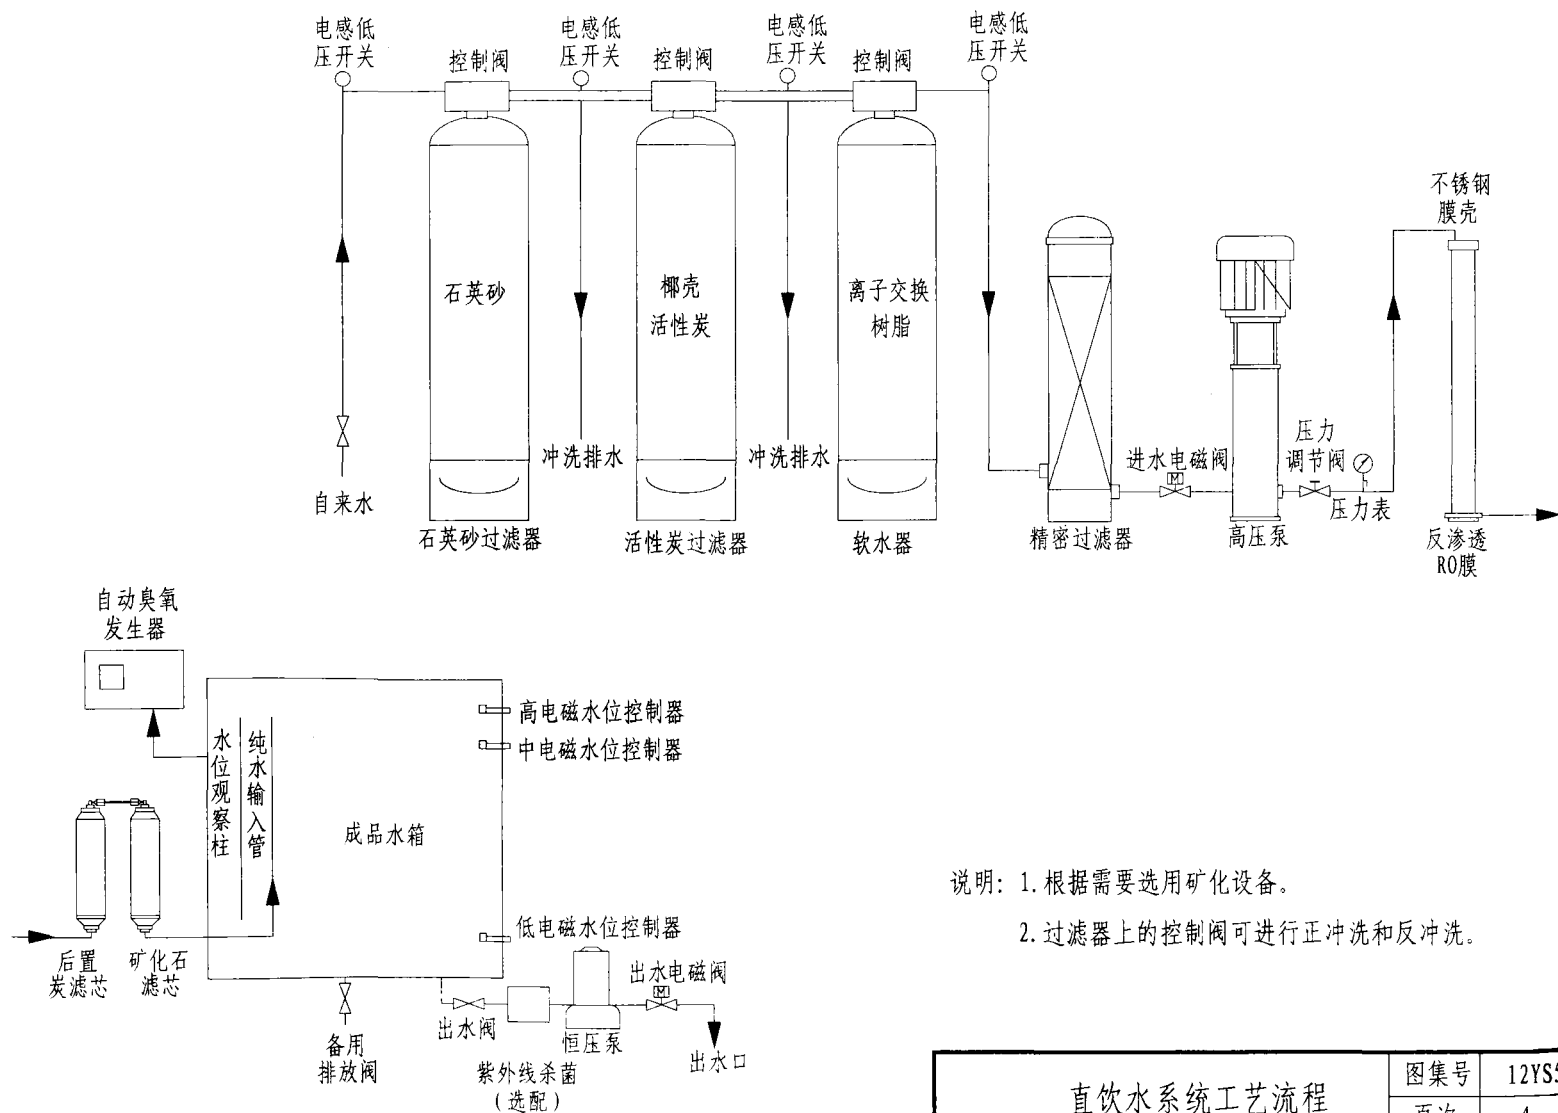 电感低
压开关
控制阀
电感低
压开关
控制阀
电感低
压开关
控制阀
电感低
压开关
石英砂
椰壳
活性炭
离子交换
树脂
不锈钢
膜壳
自来水
冲洗排水
冲洗排水
进水电磁阀
M
压力
调节阀
压力表
石英砂过滤器
活性炭过滤器
软水器
精密过滤器
高压泵
反渗透
RO膜
自动臭氧
发生器
水位观察柱
纯水输入管
成品水箱
高电磁水位控制器
中电磁水位控制器
低电磁水位控制器
后置
炭滤芯
矿化石
滤芯
备用
排放阀
出水阀
紫外线杀菌
(选配)
恒压泵
出水电磁阀
M
出水口
说明: 1.根据需要选用矿化设备。
2.过滤器上的控制阀可进行正冲洗和反冲洗。
直饮水系统工艺流程
图集号 12YS5
页次 4